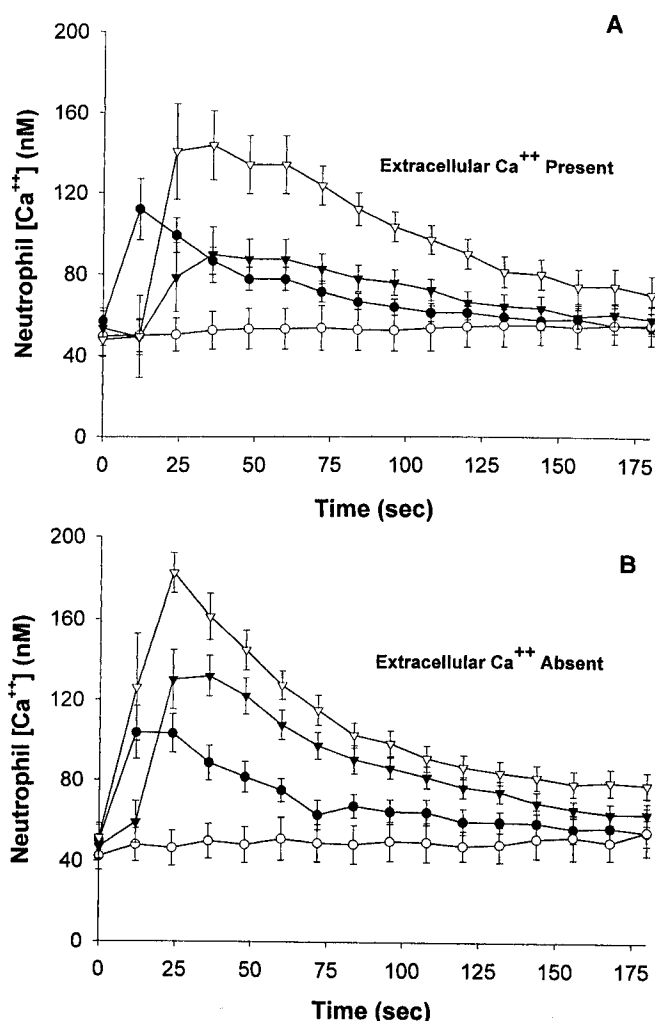 A
200
160
120
80
40
0
Neutrophil [Ca++] (nM)
Extracellular Ca++ Present
0 25 50 75 100 125 150 175
Time (sec)
B
200
160
120
80
40
0
Neutrophil [Ca++] (nM)
Extracellular Ca++ Absent
0 25 50 75 100 125 150 175
Time (sec)